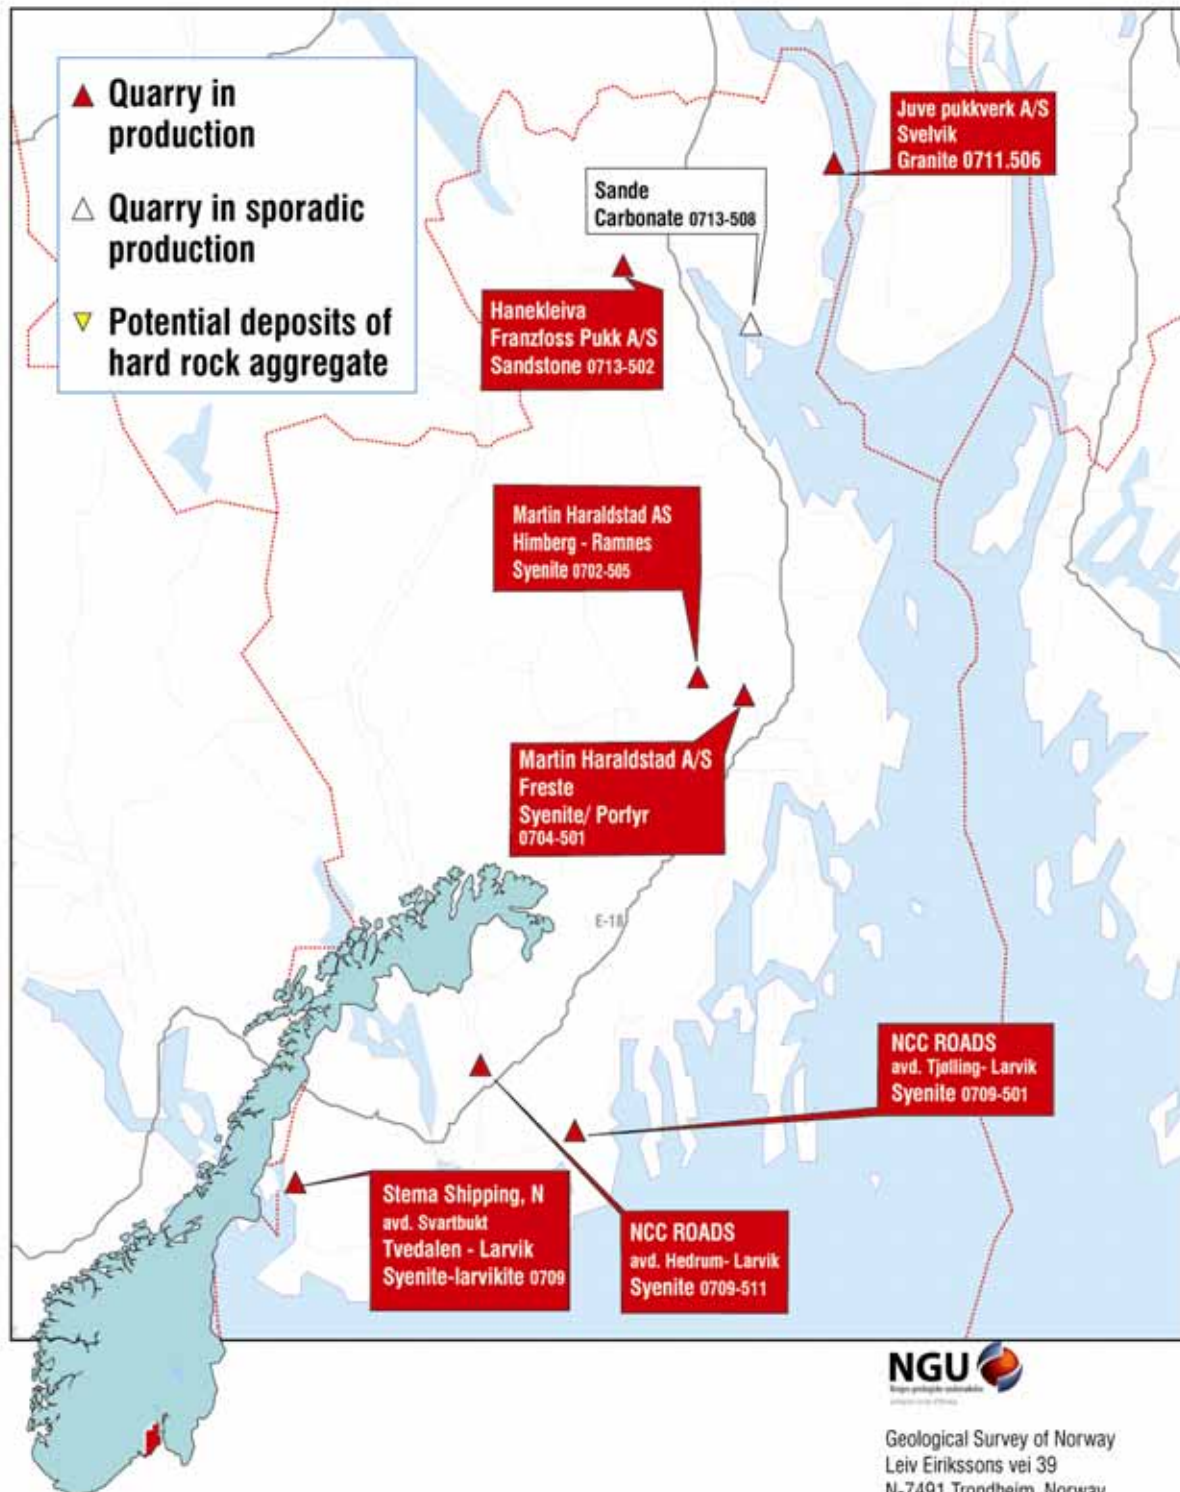 Quarry in
production
Quarry in sporadic
production
Potential deposits of
hard rock aggregate
Juve pukkverk A/S
Svelvik
Granite 0711.506
Sande
Carbonate 0713-508
Hanekleiva
Franzfoss Pukk A/S
Sandstone 0713-502
Martin Haraldstad AS
Himberg - Ramnes
Syenite 0702-505
Martin Haraldstad A/S
Freste
Syenite/ Porfyr
0704-501
E-18
NCC ROADS
avd. Tjølling- Larvik
Syenite 0709-501
Stema Shipping, N
avd. Svartbukt
Tvedalen - Larvik
Syenite-larvikite 0709
NCC ROADS
avd. Hedrum- Larvik
Syenite 0709-511
NGU
Geological Survey of Norway
Leiv Eirikssons vei 39
N-7491 Trondheim, Norway